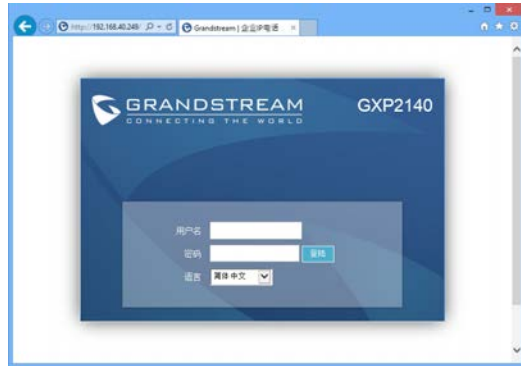 http://192.168.40.249/
Grandstream | 企业IP电话
GRANDSTREAM
CONNECTING THE WORLD
GXP2140
用户名
密码
登陆
语言
简体中文